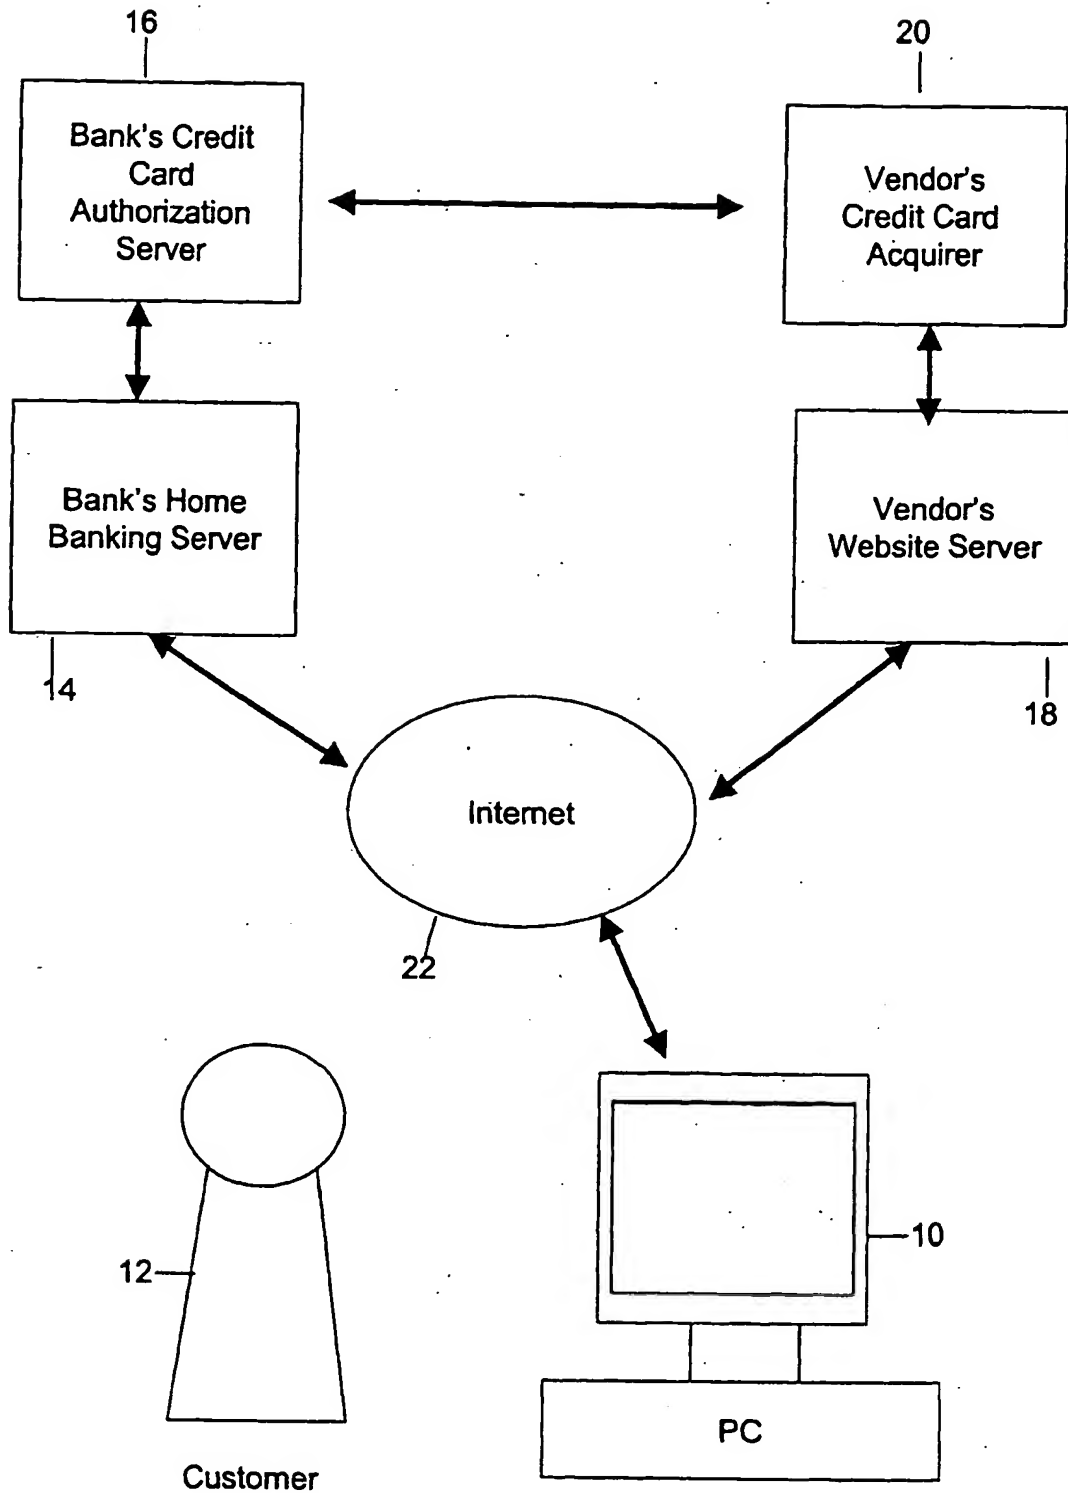 16
20
Bank's Credit
Card
Authorization
Server
Vendor's
Credit Card
Acquirer
Bank's Home
Banking Server
Vendor's
Website Server
14
18
Internet
22
10
12
PC
Customer